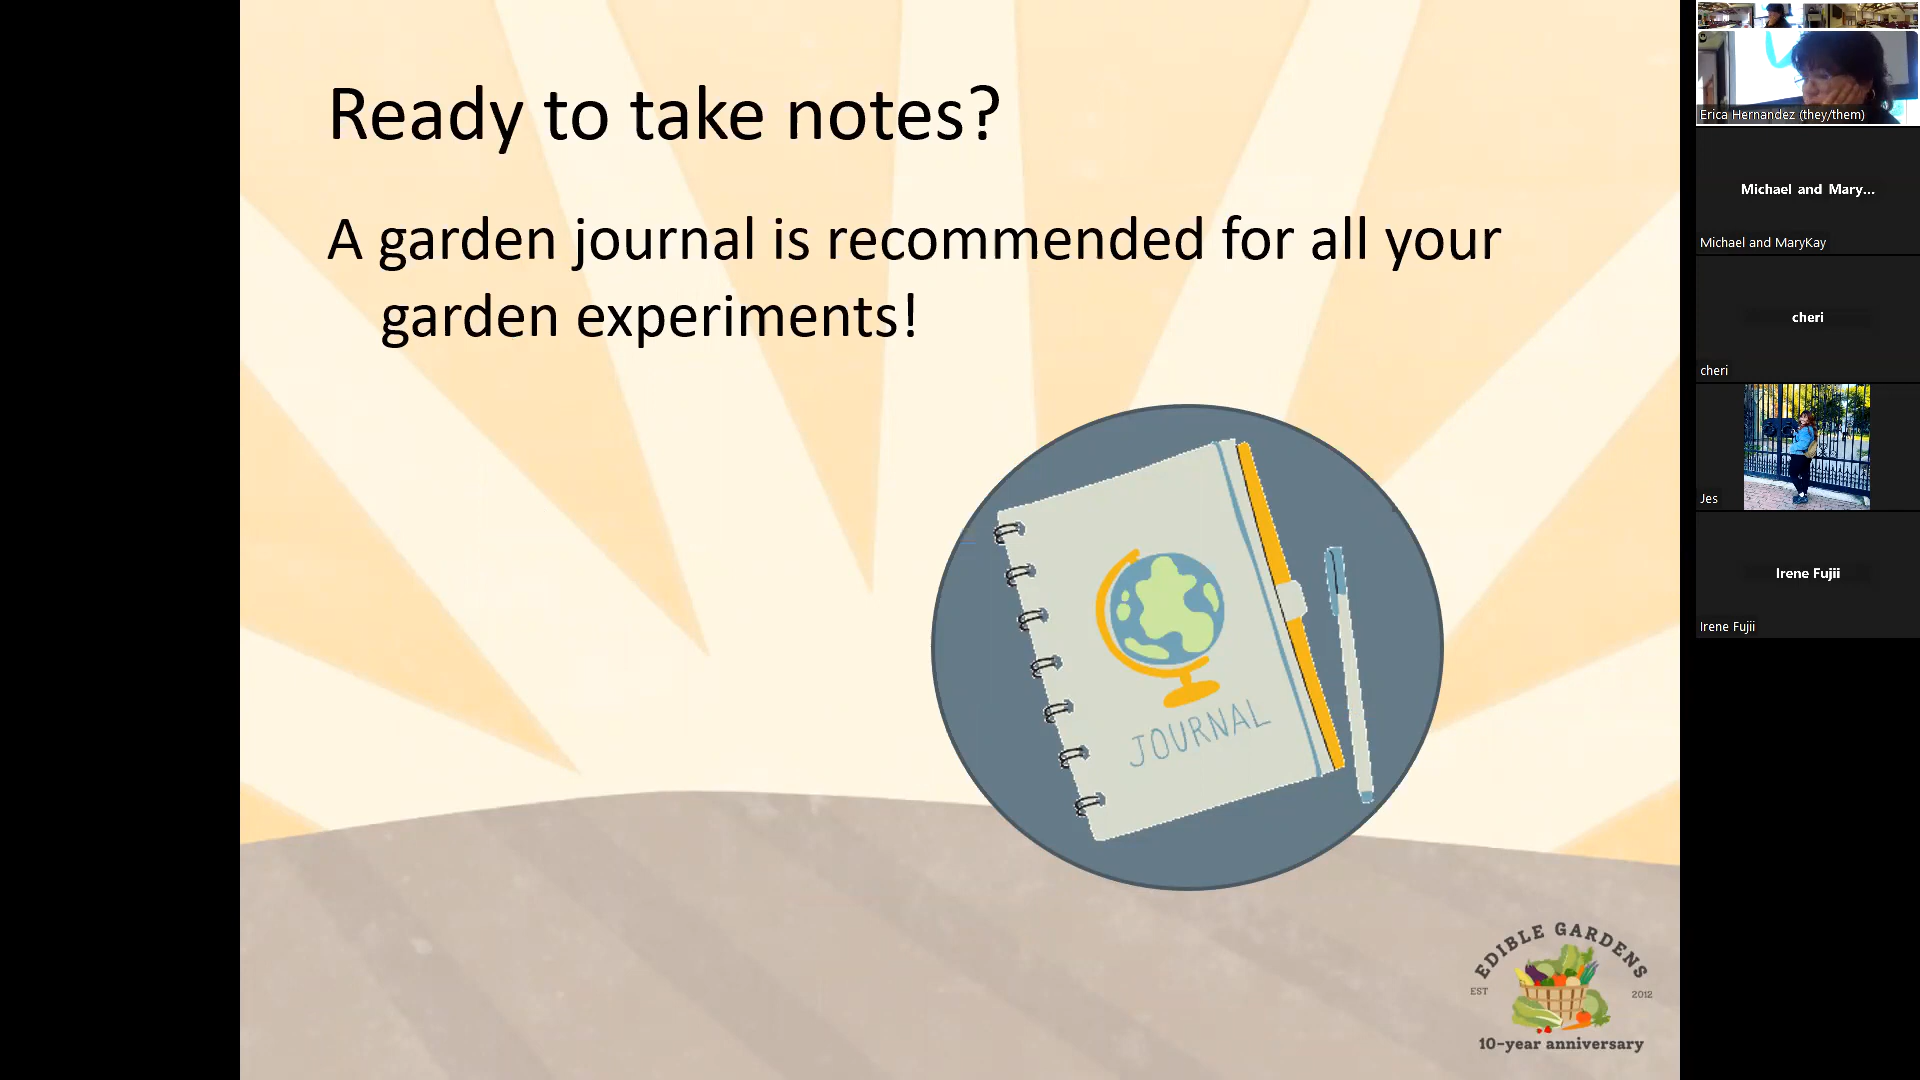 Ready to take notes?
A garden journal is recommended for all your
garden experiments!
JOURNAL
EDIBLE GARDENS
EST
2012
10-year anniversary
Erica Hernandez (they/them)
Michael and Mary...
Michael and MaryKay
cheri
cheri
Jes
Irene Fujii
Irene Fujii